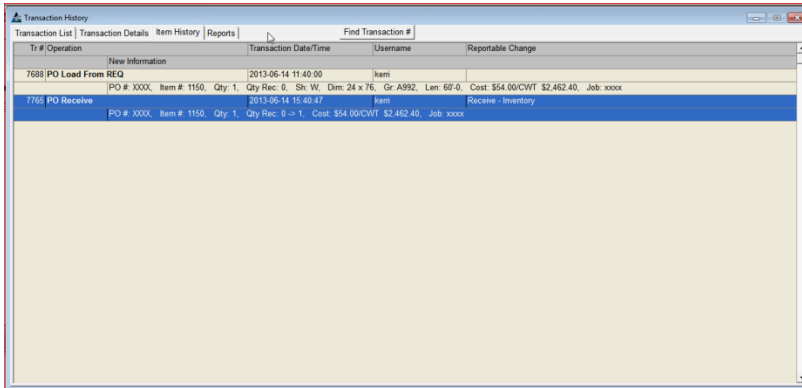 Transaction History
Transaction List Transaction Details Item History Reports Find Transaction #
Tr # Operation Transaction Date/Time Username Reportable Change
New Information
7688 PO Load From REQ 2013-06-14 11:40:00 kerri
PO #: XXXX, Item #: 1150, Qty: 1, Qty Rec: 0, Sh: W, Dim: 24 x 76, Gr: A992, Len: 60'-0, Cost: $54.00/CWT $2,462.40, Job: xxxx
7765 PO Receive 2013-06-14 15:40:47 kerri Receive - Inventory
PO #: XXXX, Item #: 1150, Qty: 1, Qty Rec: 0 -> 1, Cost: $54.00/CWT $2,462.40, Job: xxxx